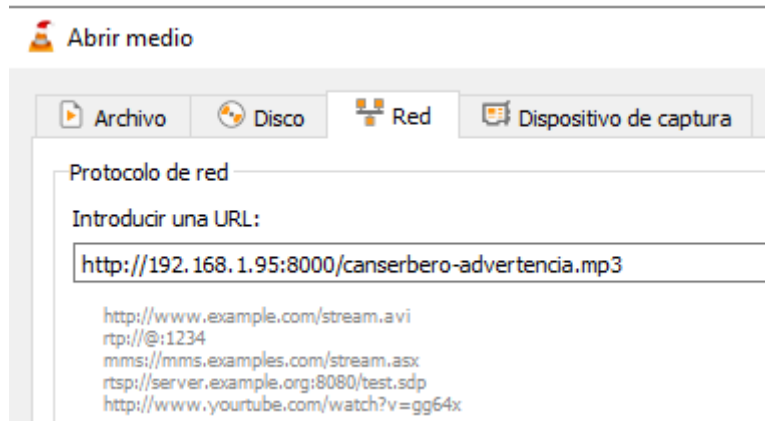 Abrir medio
Archivo Disco Red Dispositivo de captura
Protocolo de red
Introducir una URL:
http://192.168.1.95:8000/canserbero-advertencia.mp3
http://www.example.com/stream.avi
rtp://@:1234
mms://mms.examples.com/stream.asx
rtsp://server.example.org:8080/test.sdp
http://www.yourtube.com/watch?v=gg64x